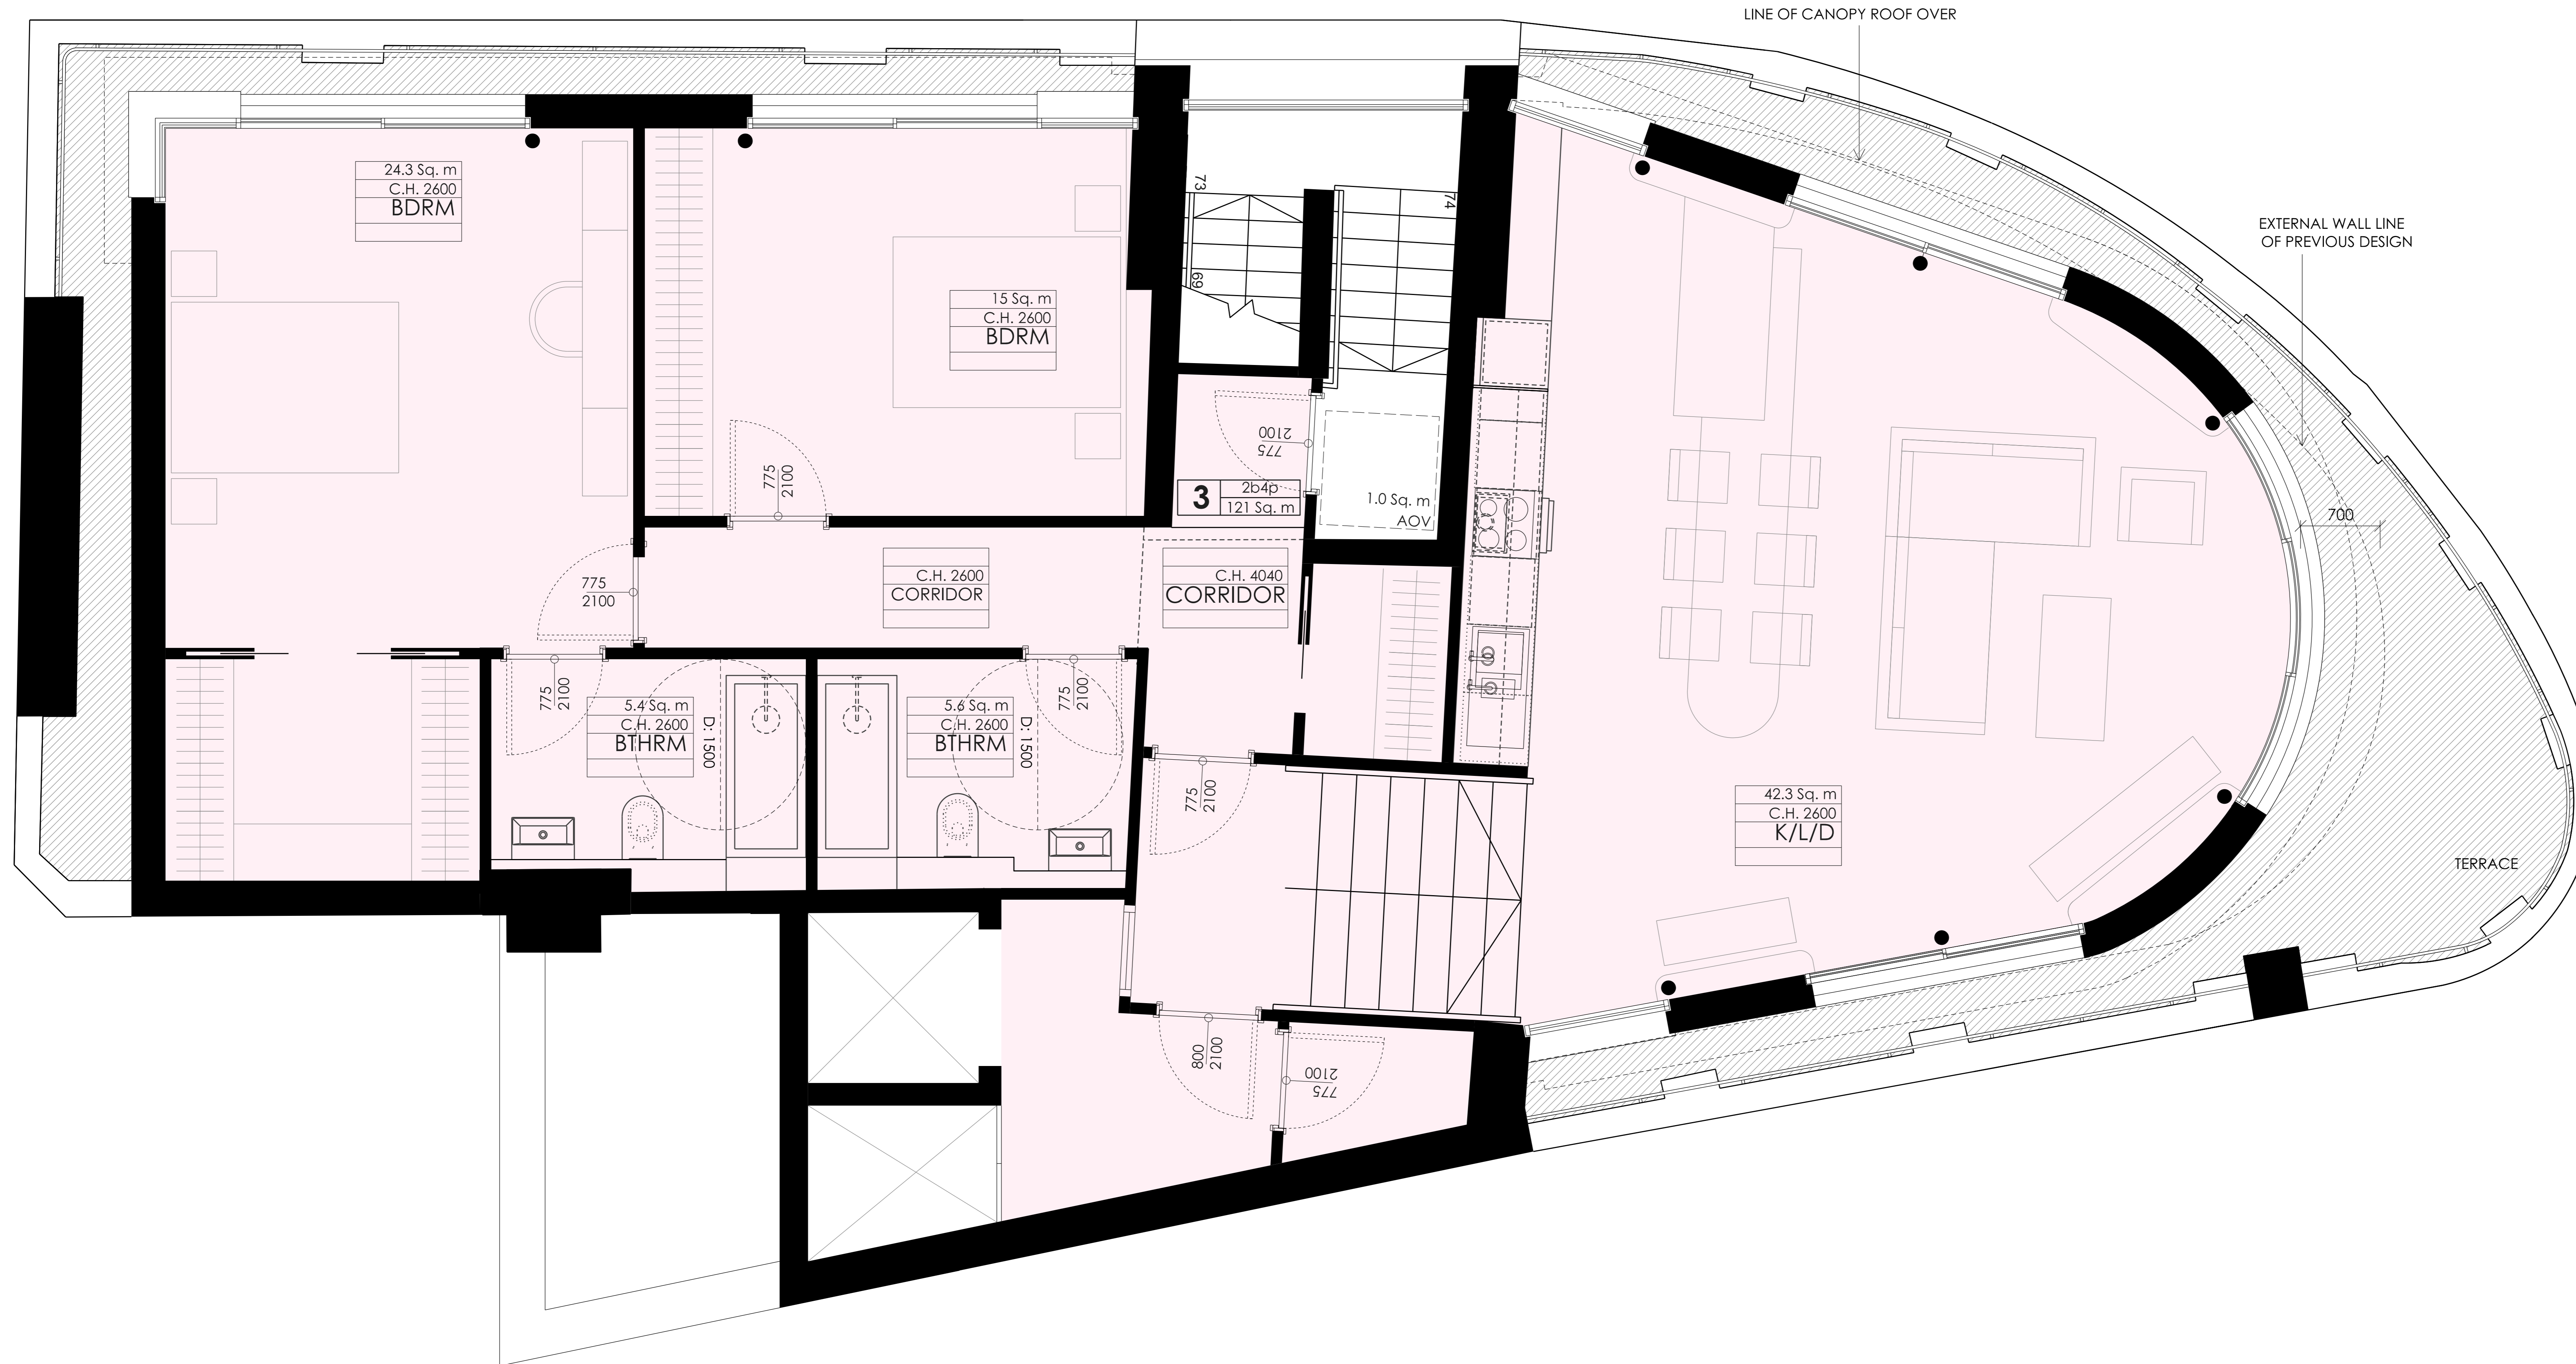 LINE OF CANOPY ROOF OVER
EXTERNAL WALL LINE
OF PREVIOUS DESIGN
24.3 Sq. m
C.H. 2600
BDRM
15 Sq. m
C.H. 2600
BDRM
73
69
74
775
2100
2100
775
3
2b4p
121 Sq. m
1.0 Sq. m
AOV
700
775
2100
C.H. 2600
CORRIDOR
C.H. 4040
CORRIDOR
775
2100
5.4 Sq. m
C.H. 2600
BTHRM
D: 1500
5.6 Sq. m
C.H. 2600
BTHRM
D: 1500
775
2100
775
2100
42.3 Sq. m
C.H. 2600
K/L/D
TERRACE
800
2100
2100
775